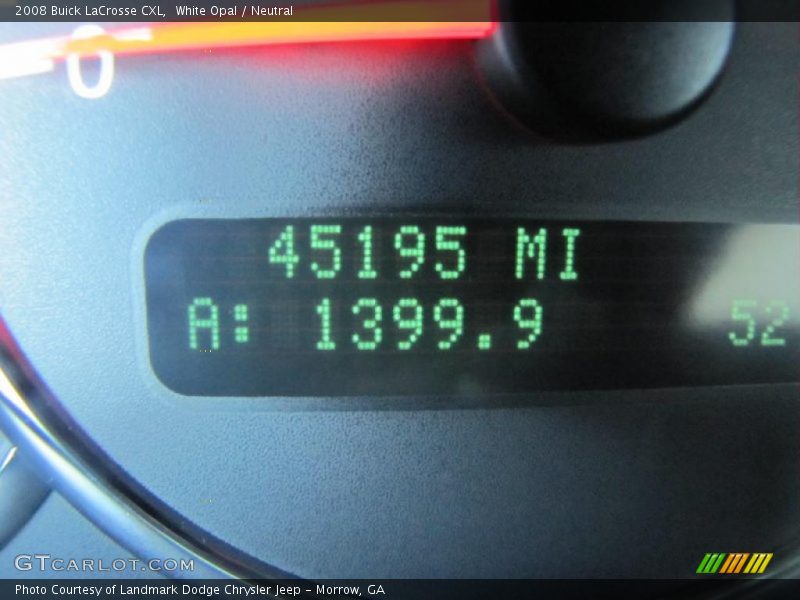 2008 Buick LaCrosse CXL,  White Opal / Neutral
0
45195 MI
A: 1399.9 52
GTCARLOT.COM
Photo Courtesy of Landmark Dodge Chrysler Jeep – Morrow, GA